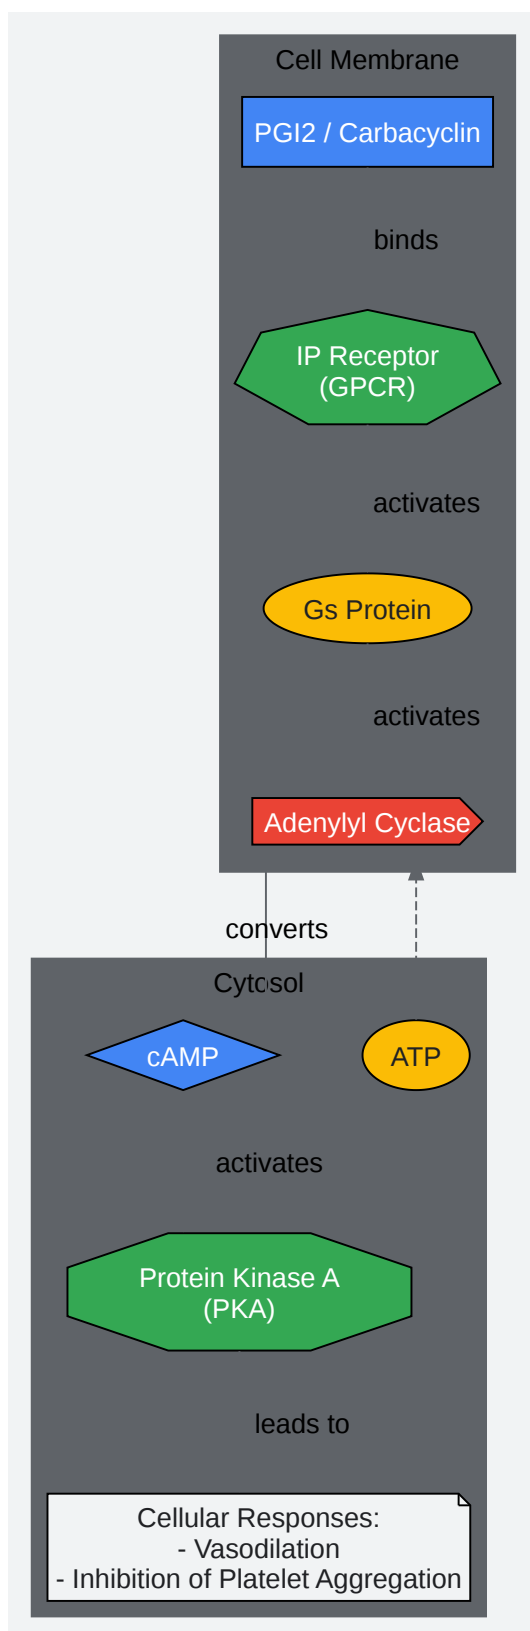 Cell Membrane
PGI2 / Carbacyclin
binds
IP Receptor
(GPCR)
activates
Gs Protein
activates
Adenylyl Cyclase
converts
Cytosol
cAMP
ATP
activates
Protein Kinase A
(PKA)
leads to
Cellular Responses:
- Vasodilation
- Inhibition of Platelet Aggregation